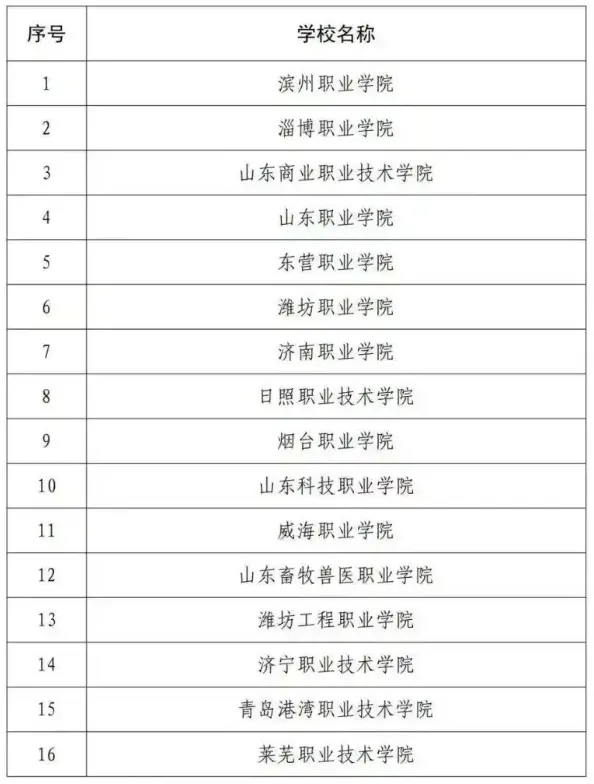 序号 学校名称
1 滨州职业学院
2 淄博职业学院
3 山东商业职业技术学院
4 山东职业学院
5 东营职业学院
6 潍坊职业学院
7 济南职业学院
8 日照职业技术学院
9 烟台职业学院
10 山东科技职业学院
11 威海职业学院
12 山东畜牧兽医职业学院
13 潍坊工程职业学院
14 济宁职业技术学院
15 青岛港湾职业技术学院
16 莱芜职业技术学院